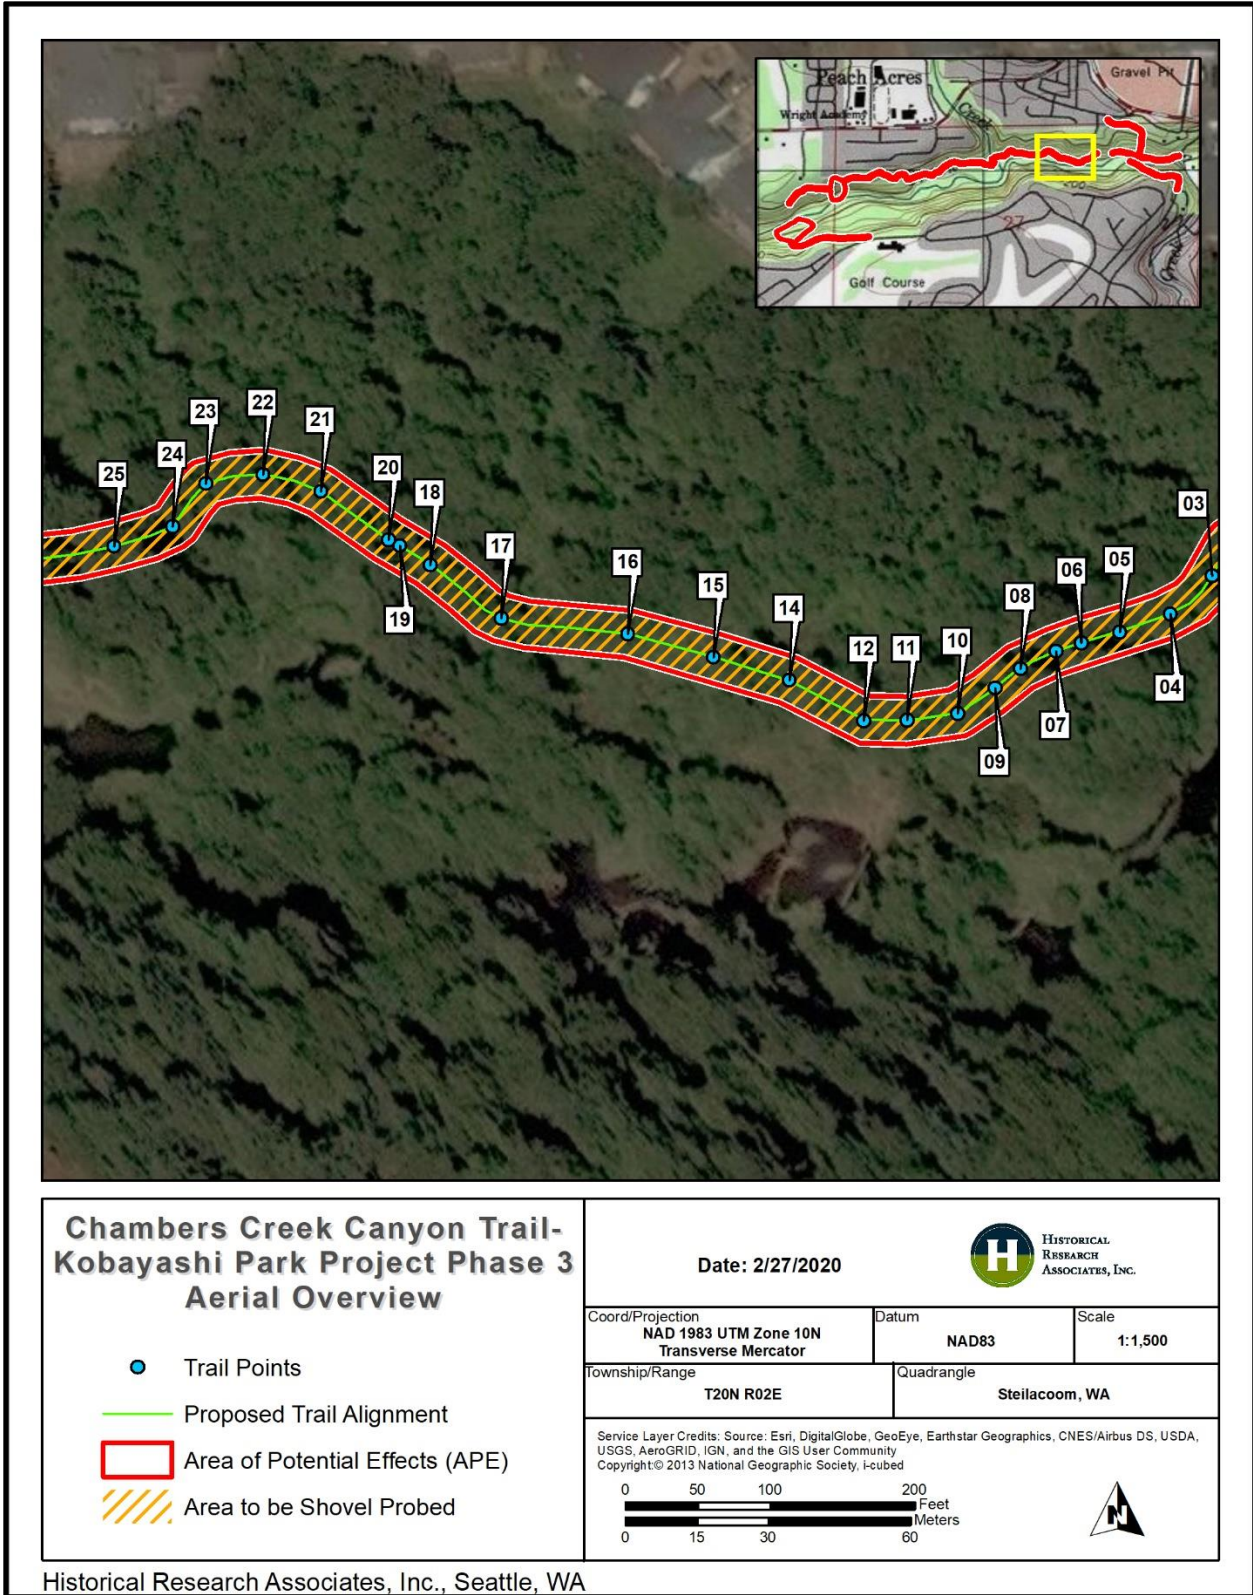 Peach Acres
Gravel Pit
Wright Academy
Creek
200
27
Creek
Golf Course
22
23
21
24
25
20
18
03
17
16
05
06
15
08
14
19
12
11
10
04
07
09
Chambers Creek Canyon Trail-
Kobayashi Park Project Phase 3
Aerial Overview
Trail Points
Proposed Trail Alignment
Area of Potential Effects (APE)
Area to be Shovel Probed
Date: 2/27/2020
H
HISTORICAL
RESEARCH
ASSOCIATES, INC.
Coord/Projection
NAD 1983 UTM Zone 10N
Transverse Mercator
Datum
NAD83
Scale
1:1,500
Township/Range
T20N R02E
Quadrangle
Steilacoom, WA
Service Layer Credits: Source: Esri, DigitalGlobe, GeoEye, Earthstar Geographics, CNES/Airbus DS, USDA,
USGS, AeroGRID, IGN, and the GIS User Community
Copyright:© 2013 National Geographic Society, i-cubed
0 50 100 200
Feet
Meters
0 15 30 60
N
Historical Research Associates, Inc., Seattle, WA